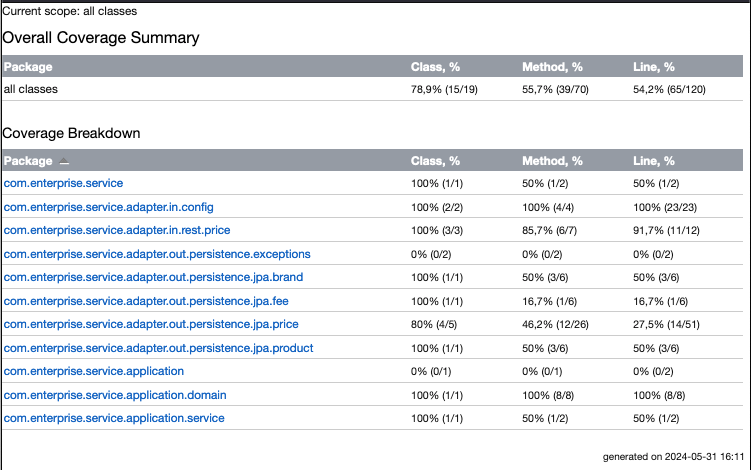 Current scope: all classes
Overall Coverage Summary
Package Class, % Method, % Line, %
all classes 78,9% (15/19) 55,7% (39/70) 54,2% (65/120)
Coverage Breakdown
Package Class, % Method, % Line, %
com.enterprise.service 100% (1/1) 50% (1/2) 50% (1/2)
com.enterprise.service.adapter.in.config 100% (2/2) 100% (4/4) 100% (23/23)
com.enterprise.service.adapter.in.rest.price 100% (3/3) 85,7% (6/7) 91,7% (11/12)
com.enterprise.service.adapter.out.persistence.exceptions 0% (0/2) 0% (0/2) 0% (0/2)
com.enterprise.service.adapter.out.persistence.jpa.brand 100% (1/1) 50% (3/6) 50% (3/6)
com.enterprise.service.adapter.out.persistence.jpa.fee 100% (1/1) 16,7% (1/6) 16,7% (1/6)
com.enterprise.service.adapter.out.persistence.jpa.price 80% (4/5) 46,2% (12/26) 27,5% (14/51)
com.enterprise.service.adapter.out.persistence.jpa.product 100% (1/1) 50% (3/6) 50% (3/6)
com.enterprise.service.application 0% (0/1) 0% (0/1) 0% (0/2)
com.enterprise.service.application.domain 100% (1/1) 100% (8/8) 100% (8/8)
com.enterprise.service.application.service 100% (1/1) 50% (1/2) 50% (1/2)
generated on 2024-05-31 16:11